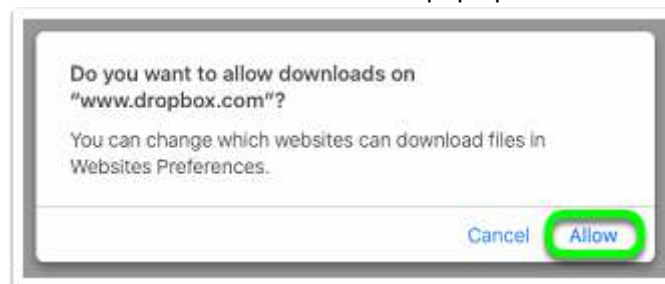 Do you want to allow downloads on
“www.dropbox.com”?
You can change which websites can download files in
Websites Preferences.
Cancel Allow